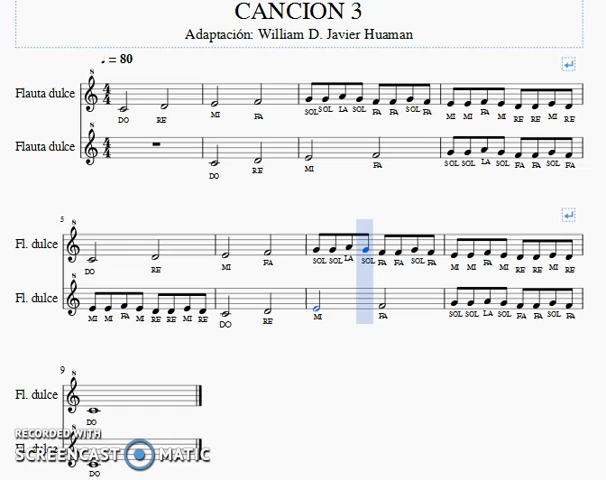 CANCION 3
Adaptación: William D. Javier Huaman
= 80
Flauta dulce
DO RE MI FA SOL SOL LA SOL FA FA SOL FA MI MI FA MI RE RE MI RE
Flauta dulce
DO RE MI FA SOL SOL LA SOL FA FA SOL FA
5
Fl. dulce
DO RE MI FA SOL SOL LA SOL FA FA SOL FA MI MI FA MI RE RE MI RE
Fl. dulce
MI MI FA MI RE RE MI RE DO RE MI FA SOL SOL LA SOL FA FA SOL FA
9
Fl. dulce
DO
Fl. dulce
DO
RECORDED WITH
SCREENCAST MATIC